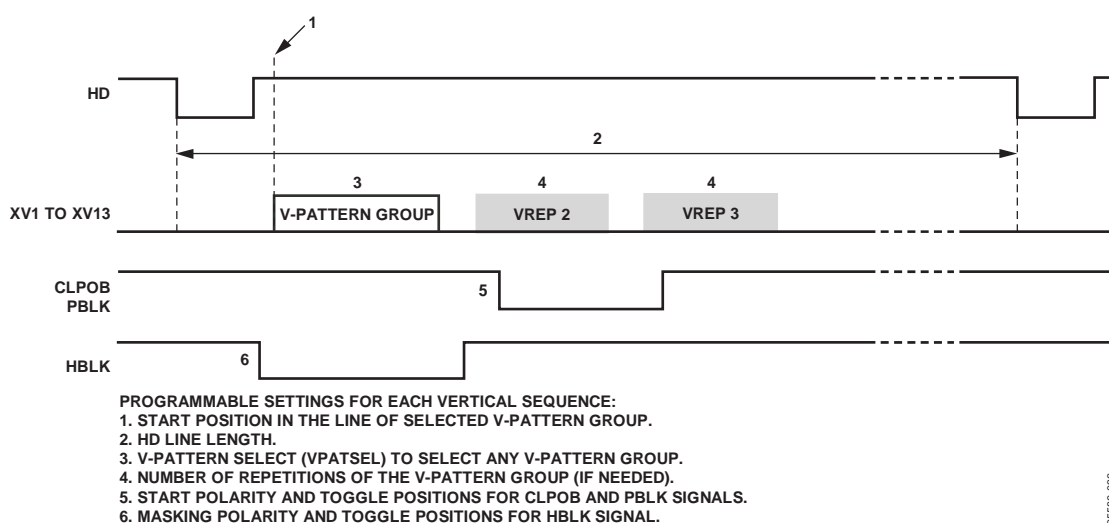 1
HD
2
3 4 4
XV1 TO XV13 V-PATTERN GROUP VREP 2 VREP 3
CLPOB
PBLK
5
HBLK 6
PROGRAMMABLE SETTINGS FOR EACH VERTICAL SEQUENCE:
1. START POSITION IN THE LINE OF SELECTED V-PATTERN GROUP.
2. HD LINE LENGTH.
3. V-PATTERN SELECT (VPATSEL) TO SELECT ANY V-PATTERN GROUP.
4. NUMBER OF REPETITIONS OF THE V-PATTERN GROUP (IF NEEDED).
5. START POLARITY AND TOGGLE POSITIONS FOR CLPOB AND PBLK SIGNALS.
6. MASKING POLARITY AND TOGGLE POSITIONS FOR HBLK SIGNAL.